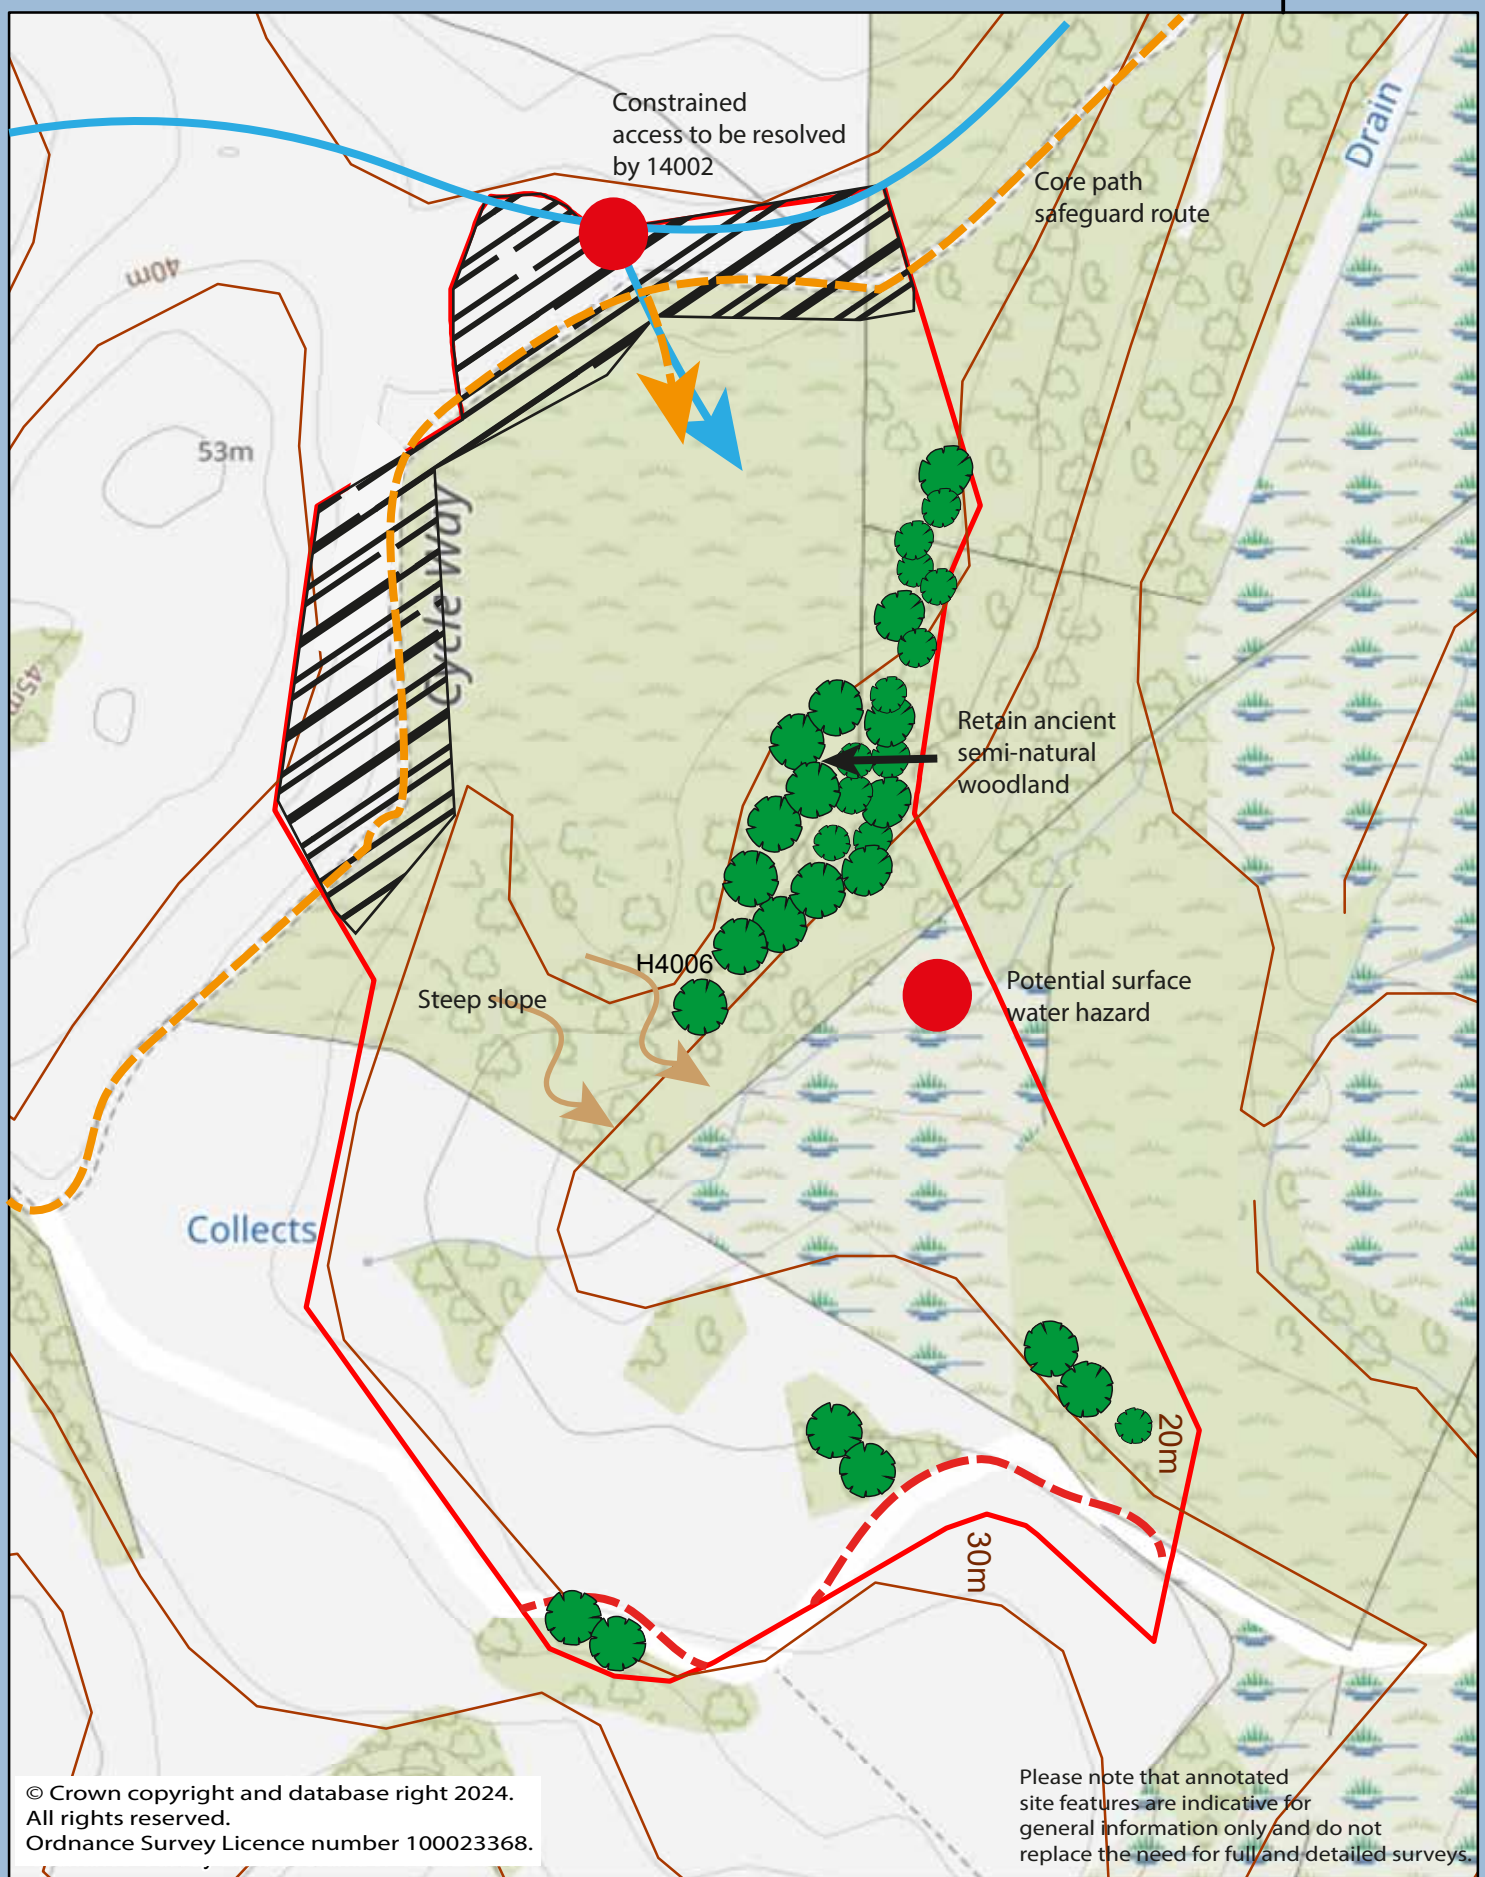 Constrained
access to be resolved
by 14002
Drain
Core path
safeguard route
40m
53m
Cycle Way
45m
Retain ancient
semi-natural
woodland
H4006
Steep slope
Potential surface
water hazard
Collects
20m
30m
© Crown copyright and database right 2024.
All rights reserved.
Ordnance Survey Licence number 100023368.
Please note that annotated
site features are indicative for
general information only and do not
replace the need for full and detailed surveys.